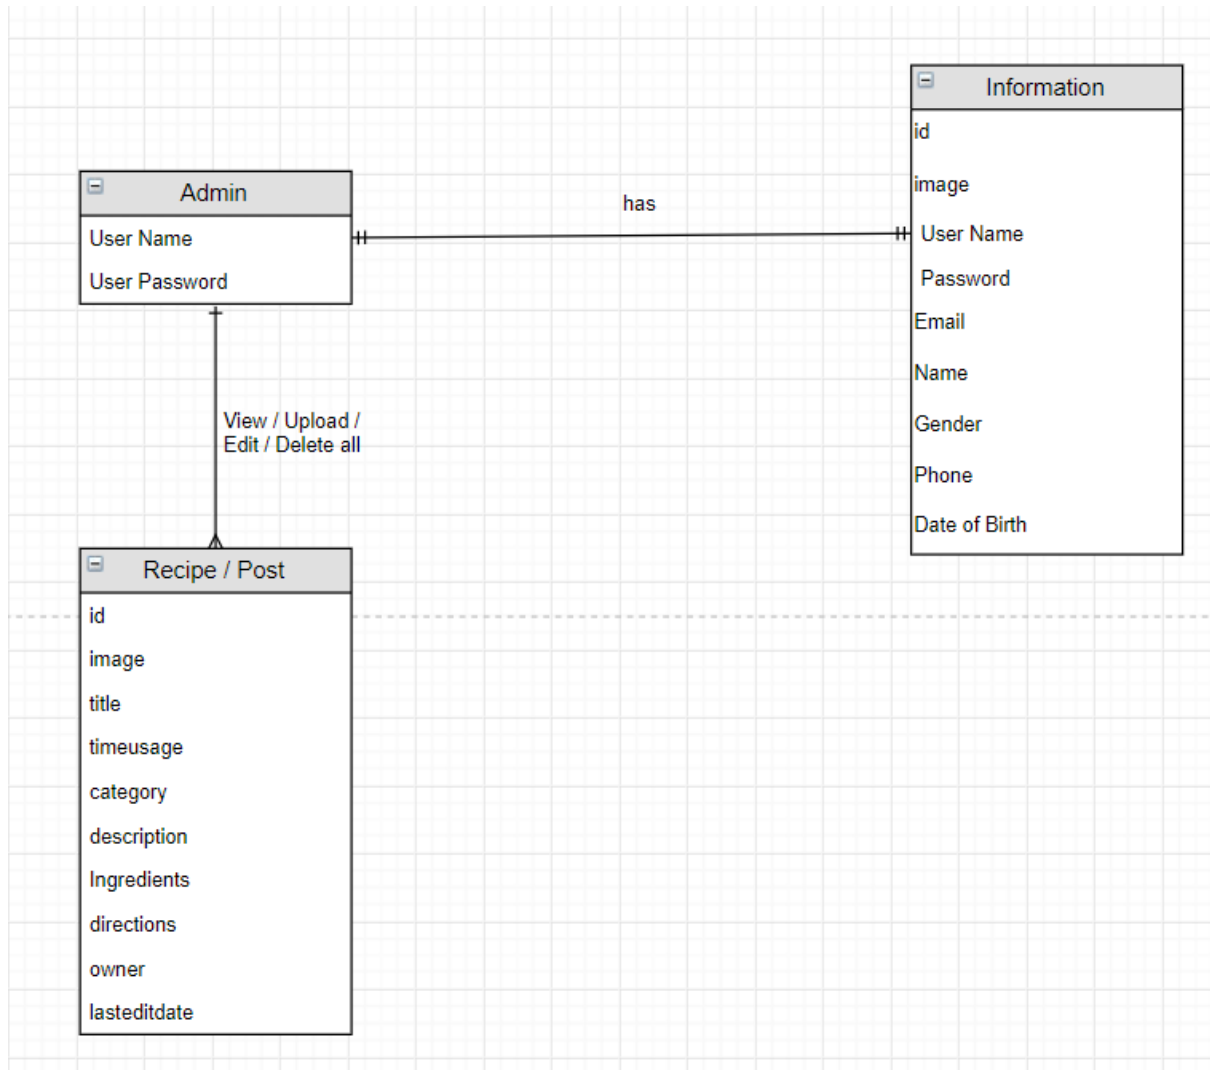 Information
id
image
User Name
Password
Email
Name
Gender
Phone
Date of Birth
has
Admin
User Name
User Password
View / Upload /
Edit / Delete all
Recipe / Post
id
image
title
timeusage
category
description
Ingredients
directions
owner
lasteditdate